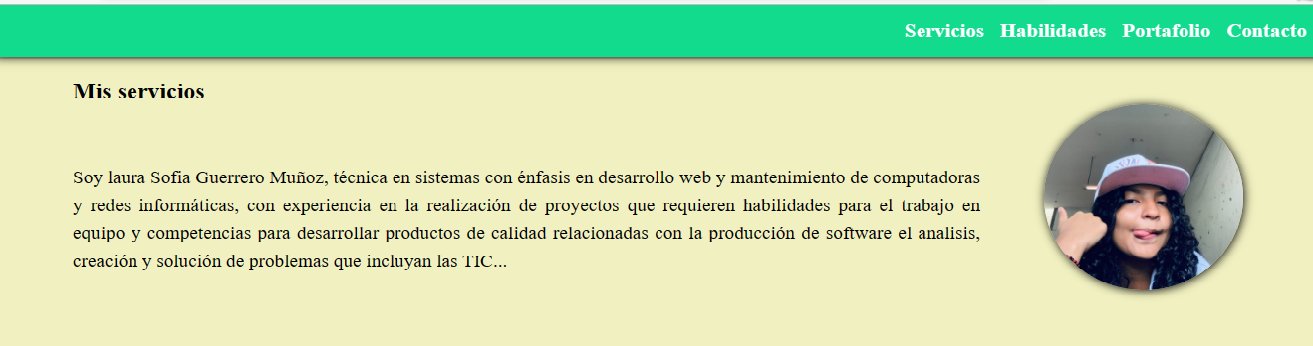 Servicios Habilidades Portafolio Contacto
Mis servicios
Soy laura Sofia Guerrero Muñoz, técnica en sistemas con énfasis en desarrollo web y mantenimiento de computadoras
y redes informáticas, con experiencia en la realización de proyectos que requieren habilidades para el trabajo en
equipo y competencias para desarrollar productos de calidad relacionadas con la producción de software el analisis,
creación y solución de problemas que incluyan las TIC...